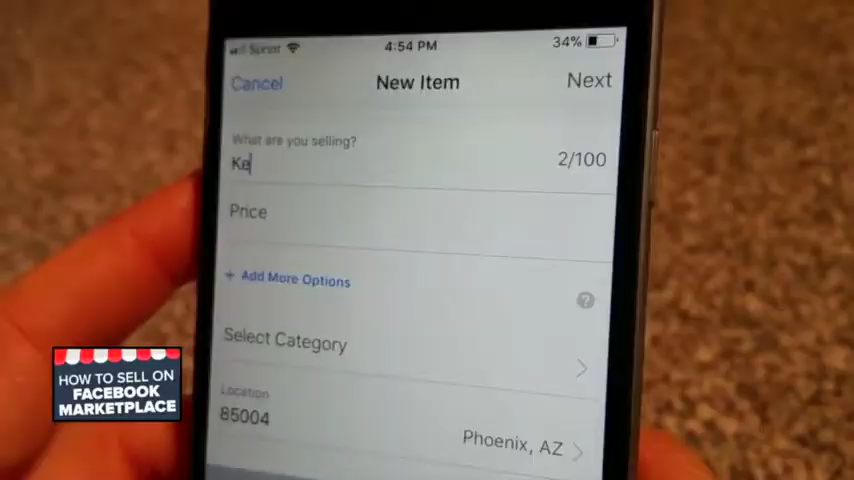 Sprint 4:54 PM 34%
Cancel New Item Next
What are you selling?
Ke 2/100
Price
+ Add More Options
?
Select Category
Location
85004 Phoenix, AZ
HOW TO SELL ON
FACEBOOK
MARKETPLACE